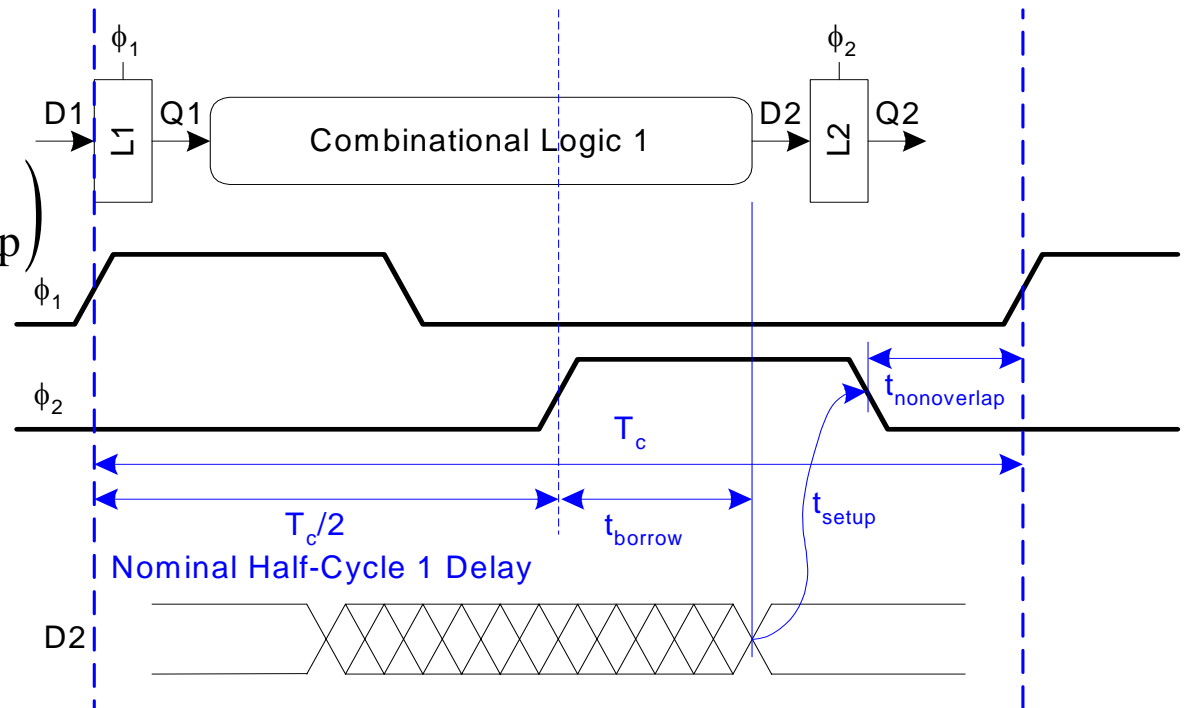 ϕ1 ϕ2
D1 L1 Q1 Combinational Logic 1 D2 L2 Q2
p)
ϕ1
ϕ2
tnonoverlap
Tc
Tc/2 tborrow tsetup
Nominal Half-Cycle 1 Delay
D2